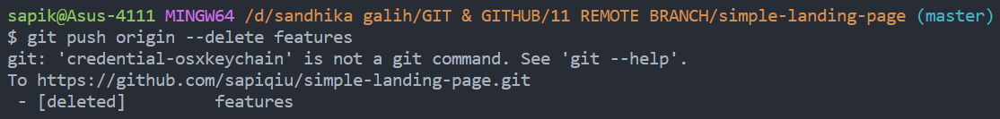 sapik@Asus-4111 MINGW64 /d/sandhika galih/GIT & GITHUB/11 REMOTE BRANCH/simple-landing-page (master)
$ git push origin --delete features
git: 'credential-osxkeychain' is not a git command. See 'git --help'.
To https://github.com/sapiqiu/simple-landing-page.git
 - [deleted]         features